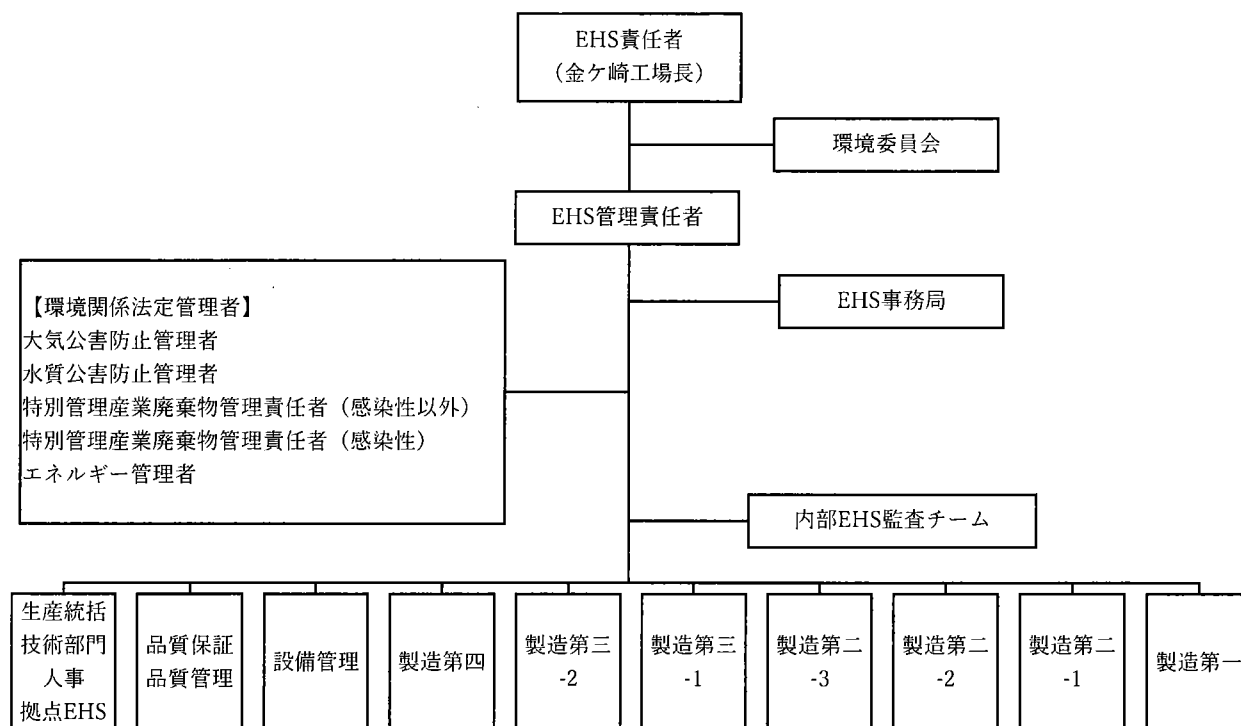 EHS責任者
（金ケ崎工場長）
環境委員会
EHS管理責任者
【環境関係法定管理者】
大気公害防止管理者
水質公害防止管理者
特別管理産業廃棄物管理責任者（感染性以外）
特別管理産業廃棄物管理責任者（感染性）
エネルギー管理者
EHS事務局
内部EHS監査チーム
生産統括
技術部門
人事
拠点EHS
品質保証
品質管理
設備管理
製造第四
製造第三
-2
製造第三
-1
製造第二
-3
製造第二
-2
製造第二
-1
製造第一